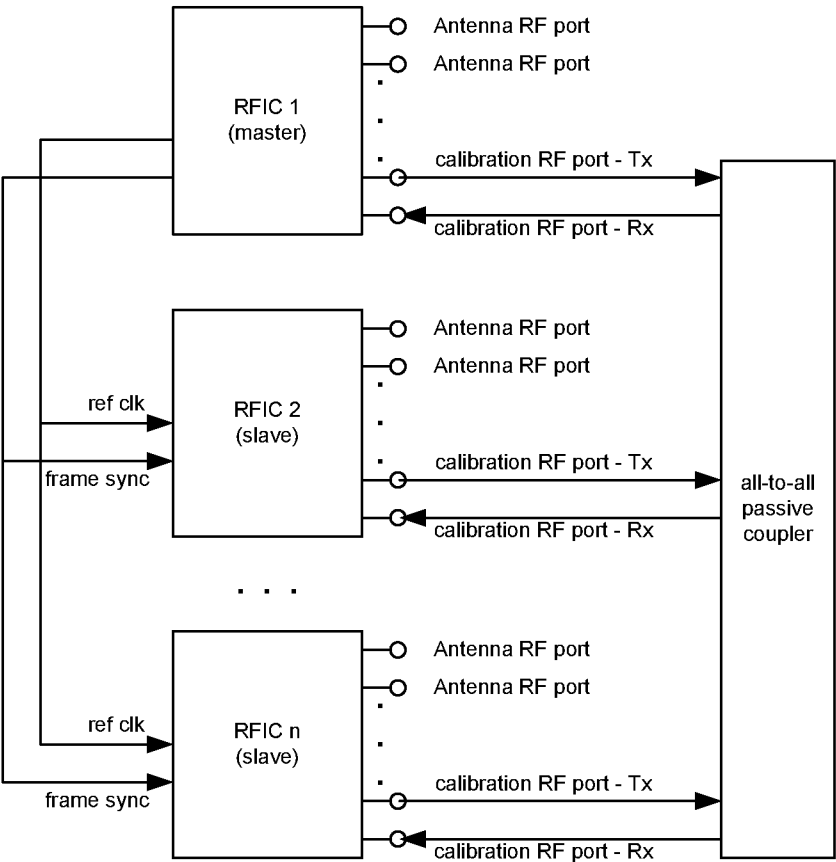 Antenna RF port
Antenna RF port
RFIC 1
(master)
calibration RF port - Tx
calibration RF port - Rx
Antenna RF port
Antenna RF port
ref clk
RFIC 2
(slave)
frame sync
calibration RF port - Tx
calibration RF port - Rx
all-to-all
passive
coupler
. . .
Antenna RF port
Antenna RF port
ref clk
RFIC n
(slave)
frame sync
calibration RF port - Tx
calibration RF port - Rx